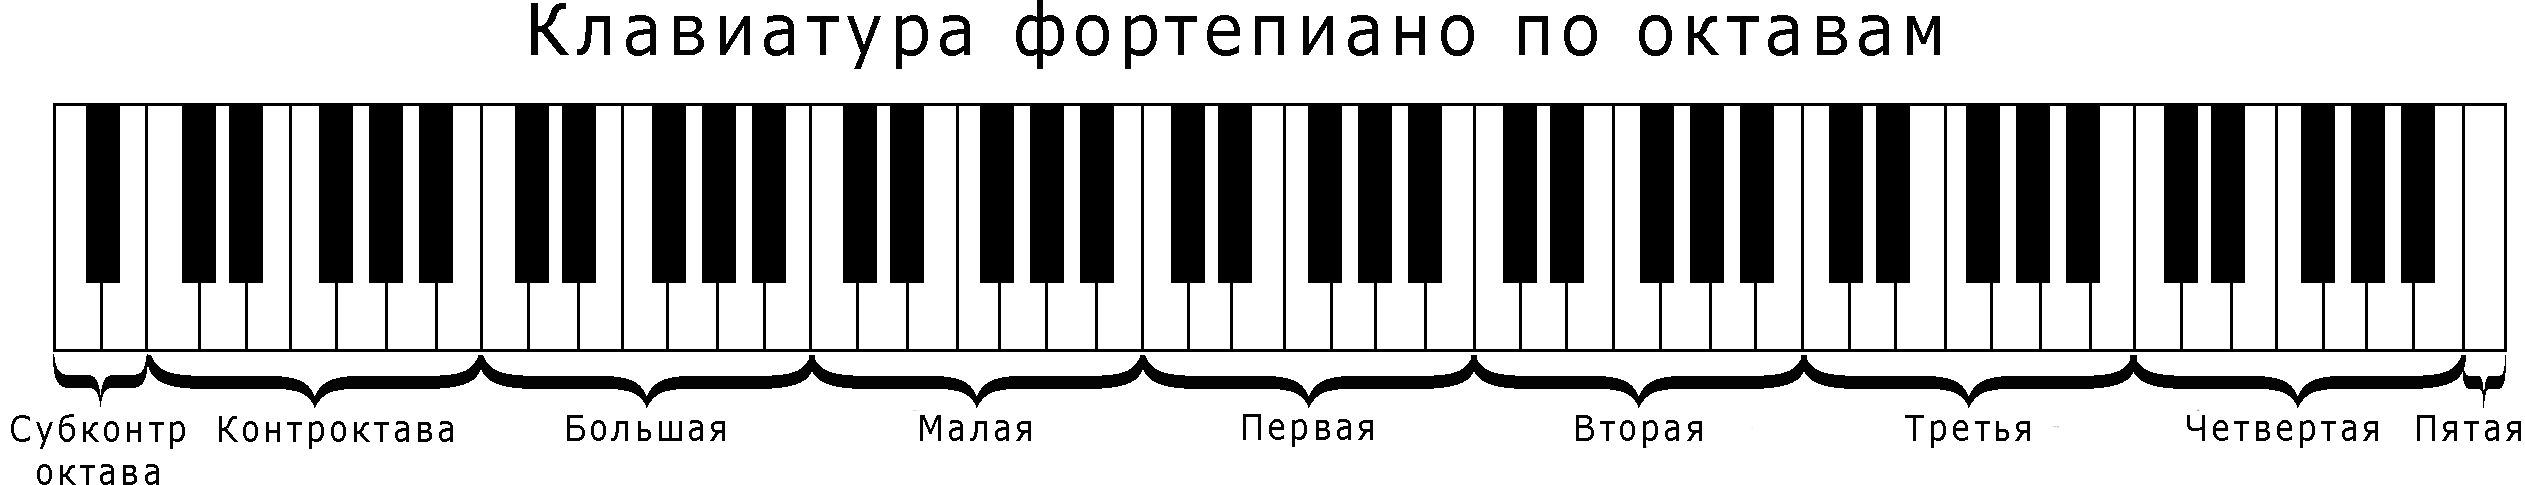 Клавиатура фортепиано по октавам
Субконтр октава
Контроктава
Большая
Малая
Первая
Вторая
Третья
Четвертая
Пятая